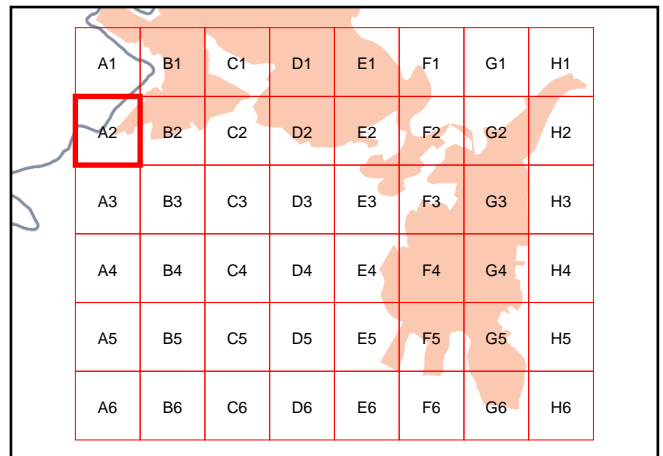 A1 B1 C1 D1 E1 F1 G1 H1
A2 B2 C2 D2 E2 F2 G2 H2
A3 B3 C3 D3 E3 F3 G3 H3
A4 B4 C4 D4 E4 F4 G4 H4
A5 B5 C5 D5 E5 F5 G5 H5
A6 B6 C6 D6 E6 F6 G6 H6